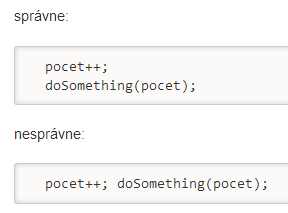 správne:
pocet++;
doSomething(pocet);
nesprávne:
pocet++; doSomething(pocet);